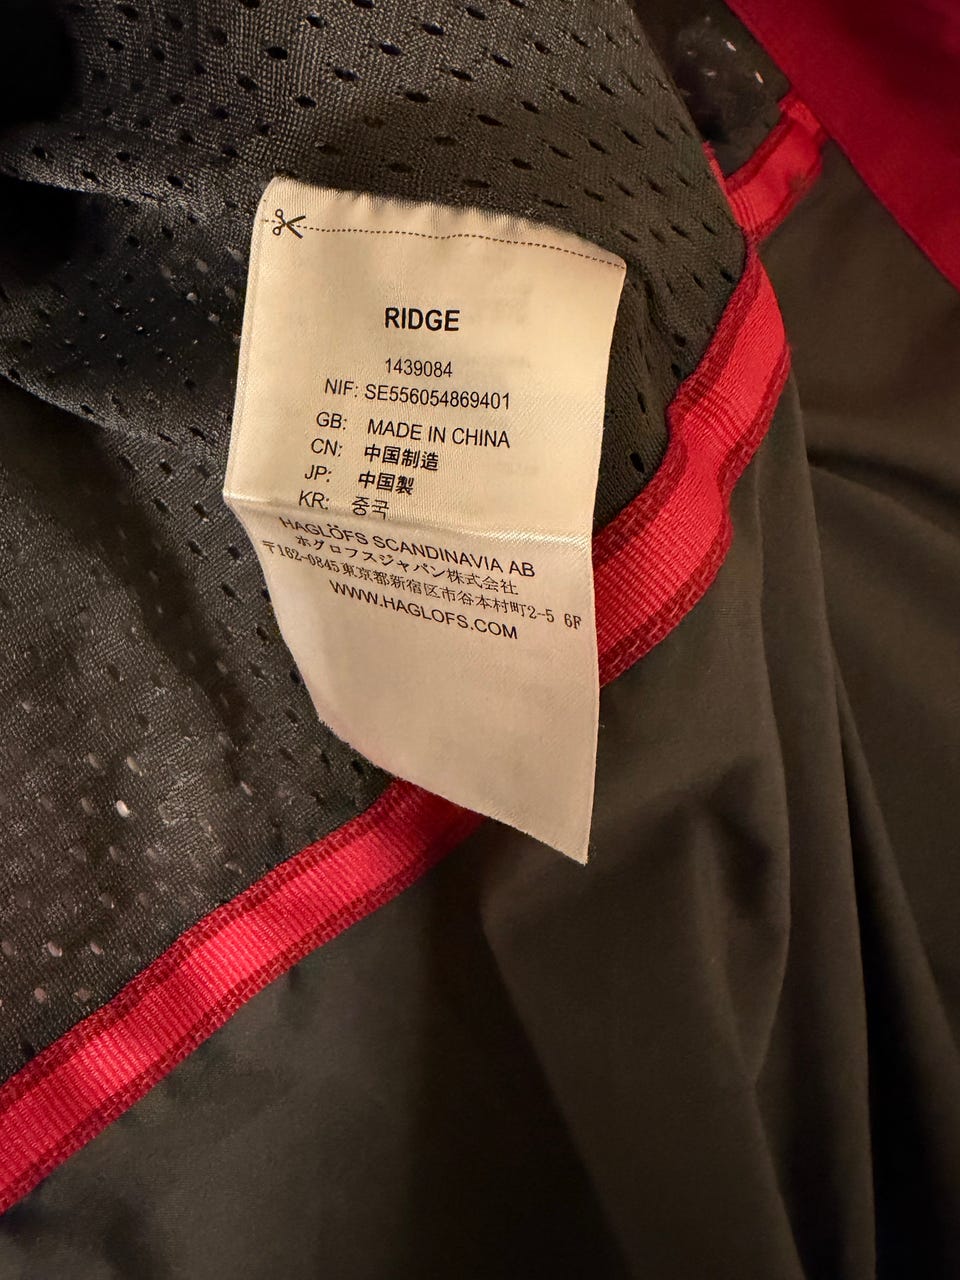 RIDGE
1439084
NIF: SE556054869401
GB: MADE IN CHINA
CN: 中国制造
JP: 中国製
KR: 중국
HAGLÖFS SCANDINAVIA AB
ホグロフスジャパン株式会社
〒162-0845東京都新宿区市谷本村町2-5 6F
WWW.HAGLOFS.COM